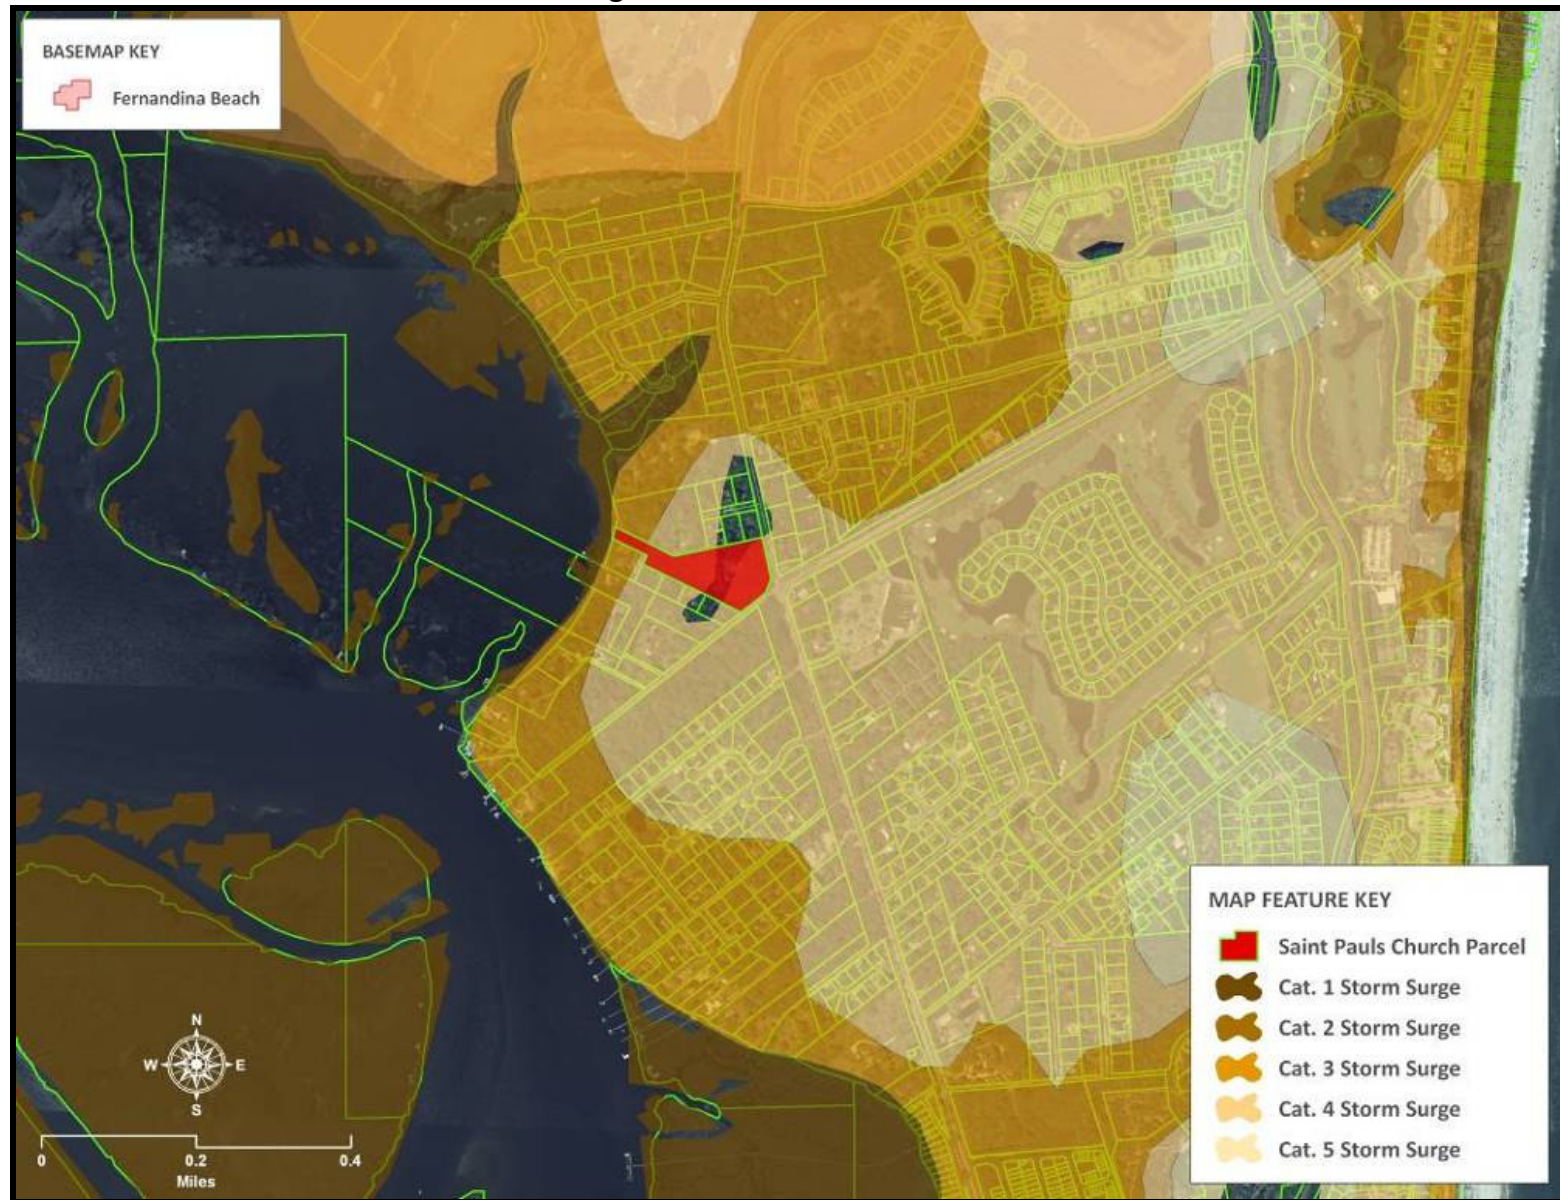 BASEMAP KEY
Fernandina Beach
MAP FEATURE KEY
Saint Pauls Church Parcel
Cat. 1 Storm Surge
Cat. 2 Storm Surge
Cat. 3 Storm Surge
Cat. 4 Storm Surge
Cat. 5 Storm Surge
N
W E
S
0 0.2 0.4
Miles